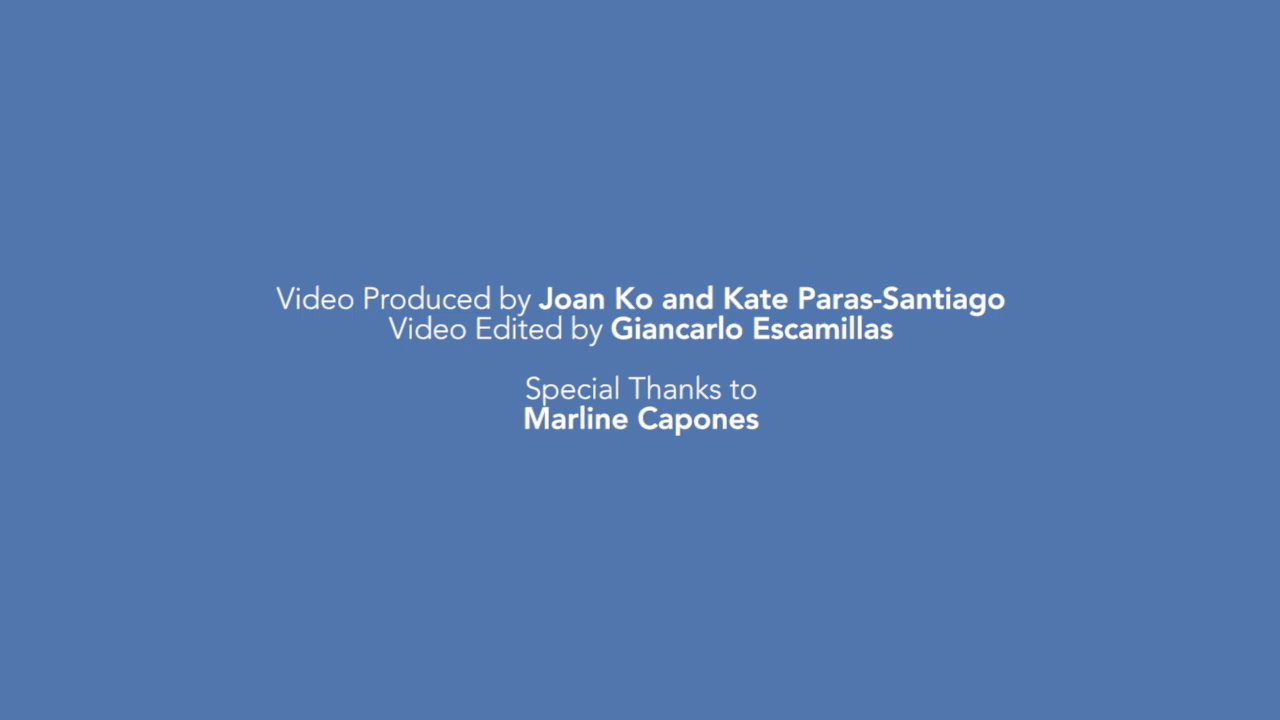 Video Produced by Joan Ko and Kate Paras-Santiago
Video Edited by Giancarlo Escamillas
Special Thanks to
Marline Capones